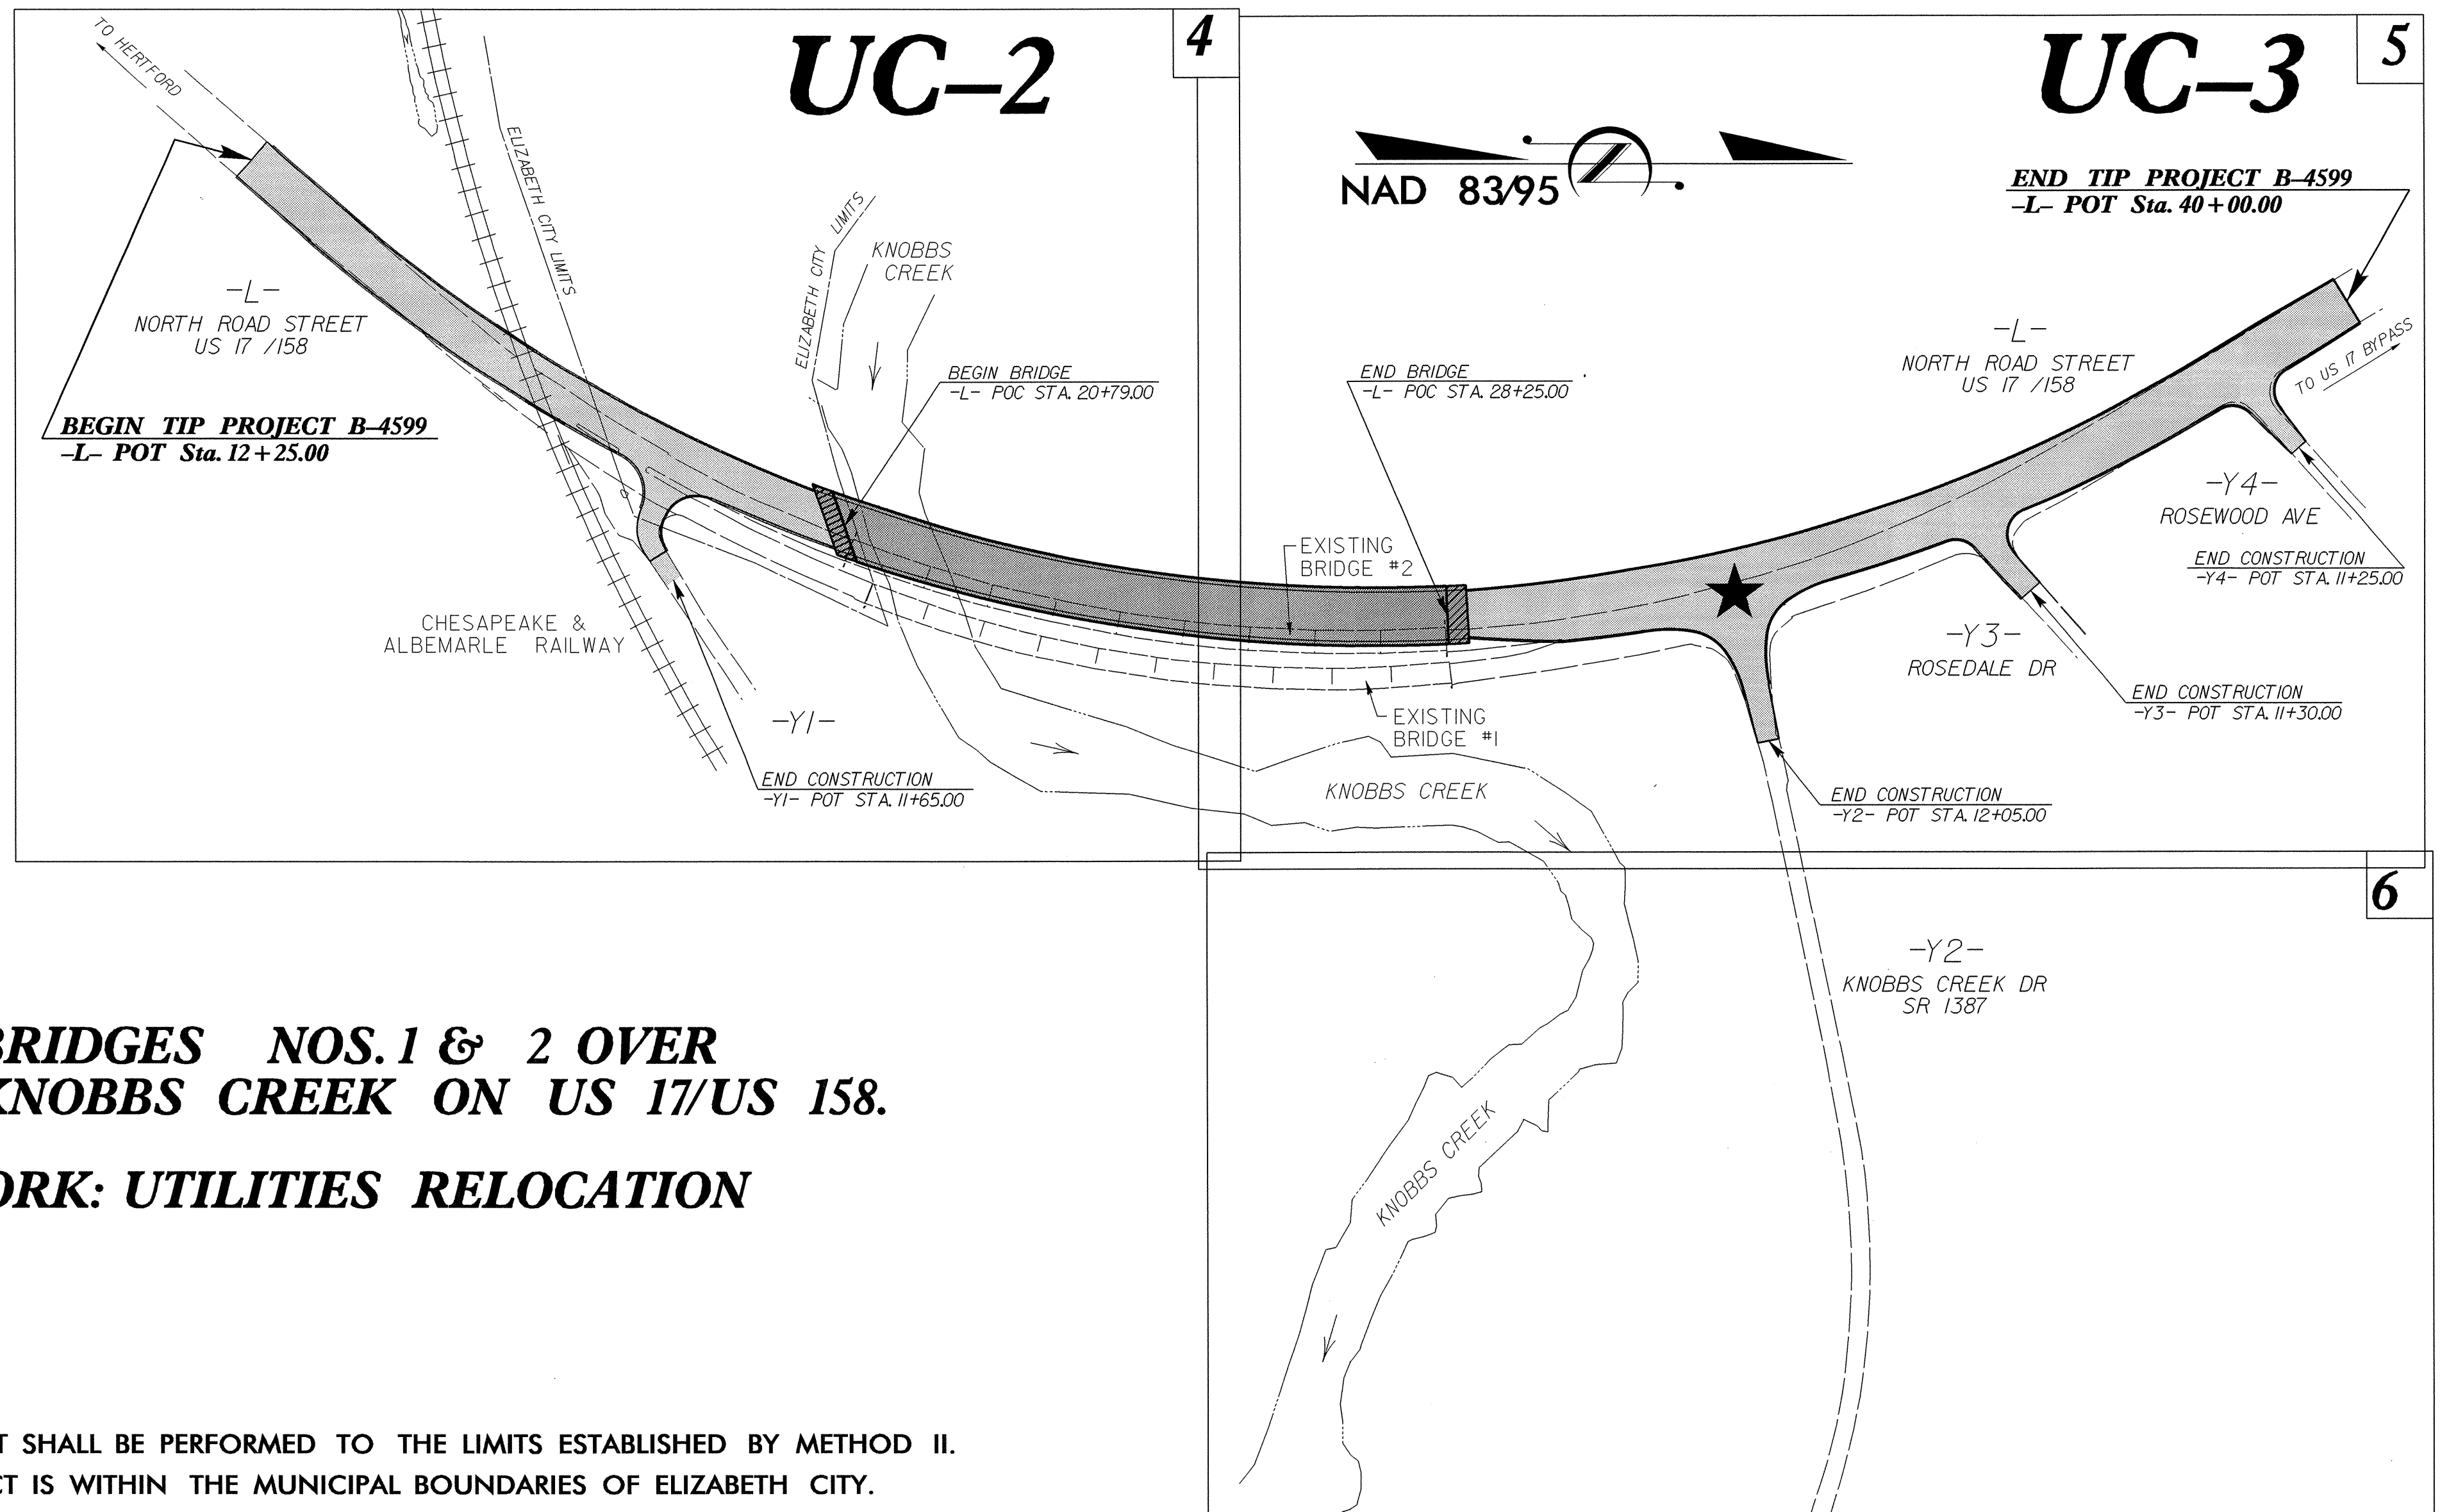 4
UC-2
TO HERTFORD
ELIZABETH CITY LIMITS
ELIZABETH CITY LIMITS
KNOBBS
CREEK
-L-
NORTH ROAD STREET
US 17 /158
BEGIN TIP PROJECT B-4599
-L- POT Sta. 12+25.00
BEGIN BRIDGE
-L- POC STA. 20+79.00
CHESAPEAKE &
ALBEMARLE RAILWAY
-Y1-
END CONSTRUCTION
-Y1- POT STA. 11+65.00
5
UC-3
NAD 83/95
END TIP PROJECT B-4599
-L- POT Sta. 40+00.00
END BRIDGE
-L- POC STA. 28+25.00
-L-
NORTH ROAD STREET
US 17 /158
TO US 17 BYPASS
EXISTING
BRIDGE #2
-Y4-
ROSEWOOD AVE
END CONSTRUCTION
-Y4- POT STA. 11+25.00
-Y3-
ROSEDALE DR
END CONSTRUCTION
-Y3- POT STA. 11+30.00
EXISTING
BRIDGE #1
KNOBBS CREEK
END CONSTRUCTION
-Y2- POT STA. 12+05.00
6
-Y2-
KNOBBS CREEK DR
SR 1387
KNOBBS CREEK
BRIDGES NOS. 1 & 2 OVER
KNOBBS CREEK ON US 17/US 158.
ORK: UTILITIES RELOCATION
T SHALL BE PERFORMED TO THE LIMITS ESTABLISHED BY METHOD II.
CT IS WITHIN THE MUNICIPAL BOUNDARIES OF ELIZABETH CITY.